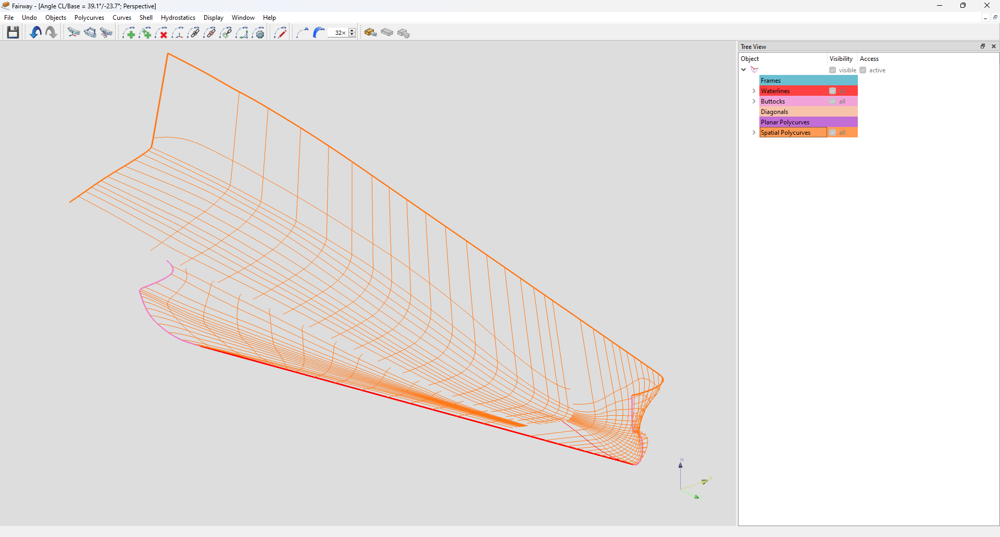 Fairway - [Angle CL/Base = 39.1°/-23.7°; Perspective]
File Undo Objects Polycurves Curves Shell Hydrostatics Display Window Help
32×
Tree View
Object Visibility Access
visible active
Frames
Waterlines all
Buttocks all
Diagonals
Planar Polycurves
Spatial Polycurves all
H
B